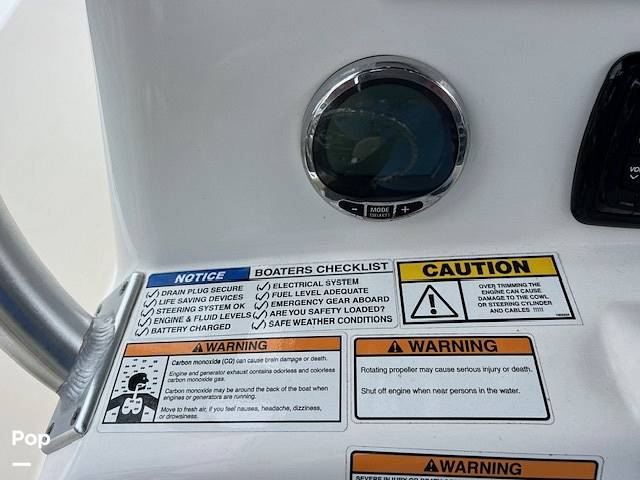 - MODE +
(SELECT)
VO
NOTICE BOATERS CHECKLIST
DRAIN PLUG SECURE
LIFE SAVING DEVICES
STEERING SYSTEM OK
ENGINE & FLUID LEVELS
BATTERY CHARGED
ELECTRICAL SYSTEM
FUEL LEVEL ADEQUATE
EMERGENCY GEAR ABOARD
ARE YOU SAFETY LOADED?
SAFE WEATHER CONDITIONS
CAUTION
OVER TRIMMING THE
ENGINE CAN CAUSE
DAMAGE TO THE COWL
OR STEERING CYLINDER
AND CABLES !!!!!
WARNING
Carbon monoxide (CO) can cause brain damage or death.
Engine and generator exhaust contains odorless and colorless
carbon monoxide gas.
Carbon monoxide may be around the back of the boat when
engines or generators are running.
Move to fresh air, if you feel nausea, headache, dizziness,
or drowsiness.
WARNING
Rotating propeller may cause serious injury or death.
Shut off engine when near persons in the water.
WARNING
Pop